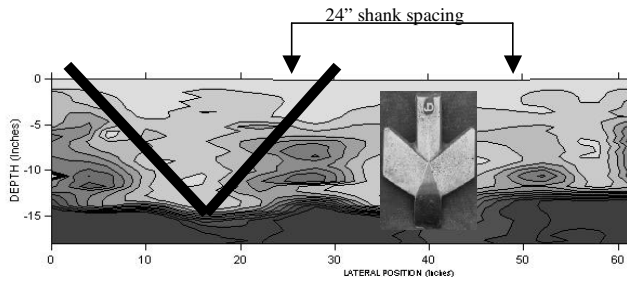 24” shank spacing
0
-5
-10
-15
DEPTH (Inches)
0 10 20 30 40 50 60
LATERAL POSITION (Inches)
6